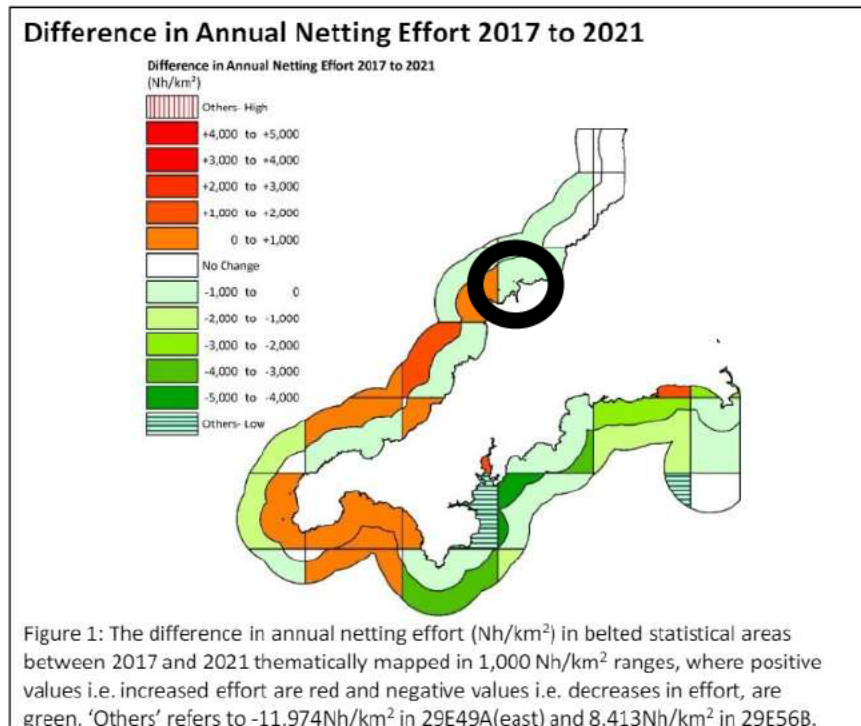 Difference in Annual Netting Effort 2017 to 2021
Difference in Annual Netting Effort 2017 to 2021
(Nh/km²)
Others- High
+4,000 to +5,000
+3,000 to +4,000
+2,000 to +3,000
+1,000 to +2,000
0 to +1,000
No Change
-1,000 to 0
-2,000 to -1,000
-3,000 to -2,000
-4,000 to -3,000
-5,000 to -4,000
Others- Low
Figure 1: The difference in annual netting effort (Nh/km²) in belted statistical areas
between 2017 and 2021 thematically mapped in 1,000 Nh/km² ranges, where positive
values i.e. increased effort are red and negative values i.e. decreases in effort, are
green. 'Others' refers to -11,974Nh/km² in 29E49A(east) and 8,413Nh/km² in 29E56B.